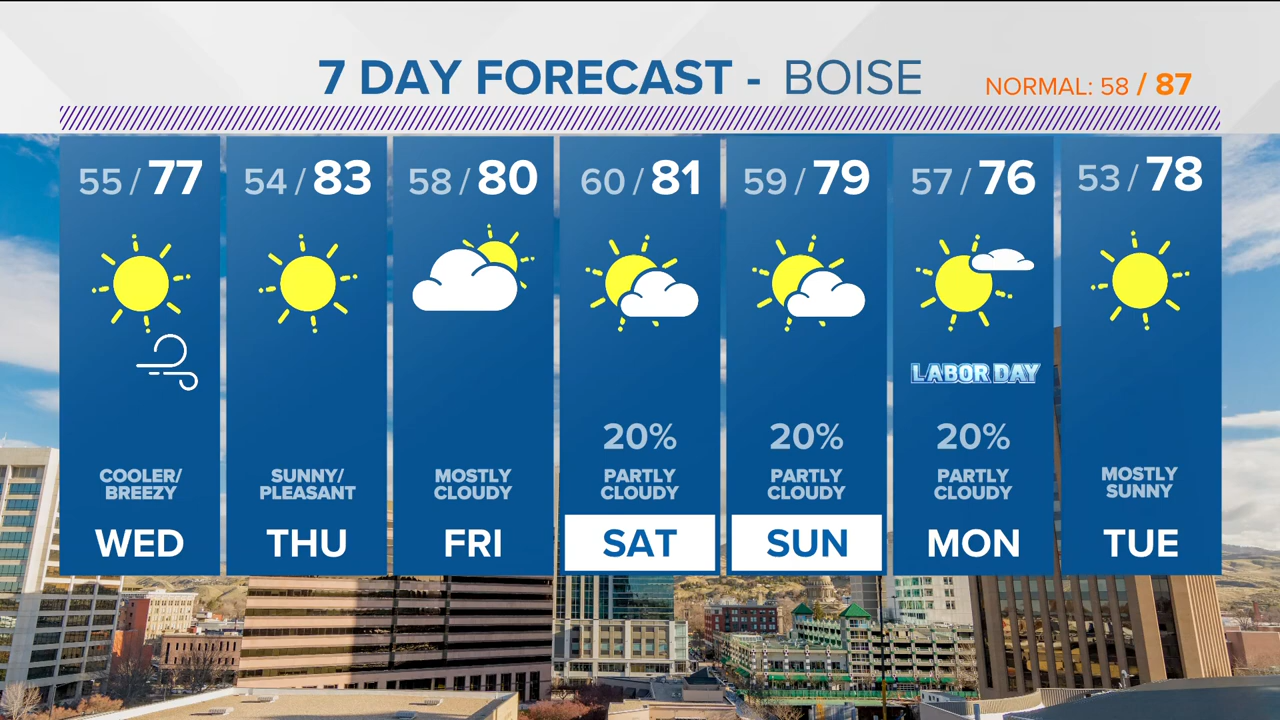 7 DAY FORECAST - BOISE
NORMAL: 58 / 87
55 / 77
COOLER/
BREEZY
WED
54 / 83
SUNNY/
PLEASANT
THU
58 / 80
MOSTLY
CLOUDY
FRI
60 / 81
20%
PARTLY
CLOUDY
SAT
59 / 79
20%
PARTLY
CLOUDY
SUN
57 / 76
LABOR DAY
20%
PARTLY
CLOUDY
MON
53 / 78
MOSTLY
SUNNY
TUE